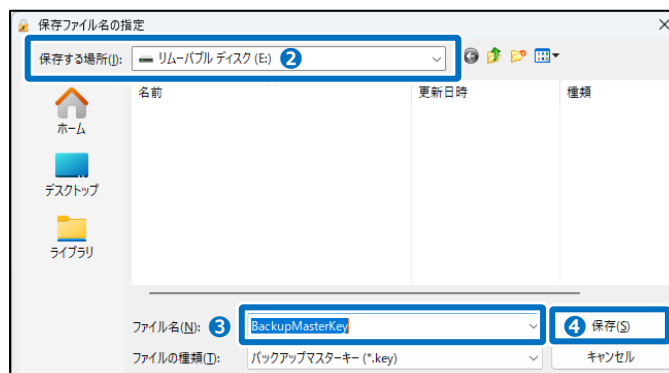 保存ファイル名の指定
保存する場所(I): リムーバブル ディスク (E:) 2
名前 更新日時 種類
ホーム
デスクトップ
ライブラリ
ファイル名(N): 3 BackupMasterKey 4 保存(S)
ファイルの種類(T): バックアップマスターキー (*.key) キャンセル